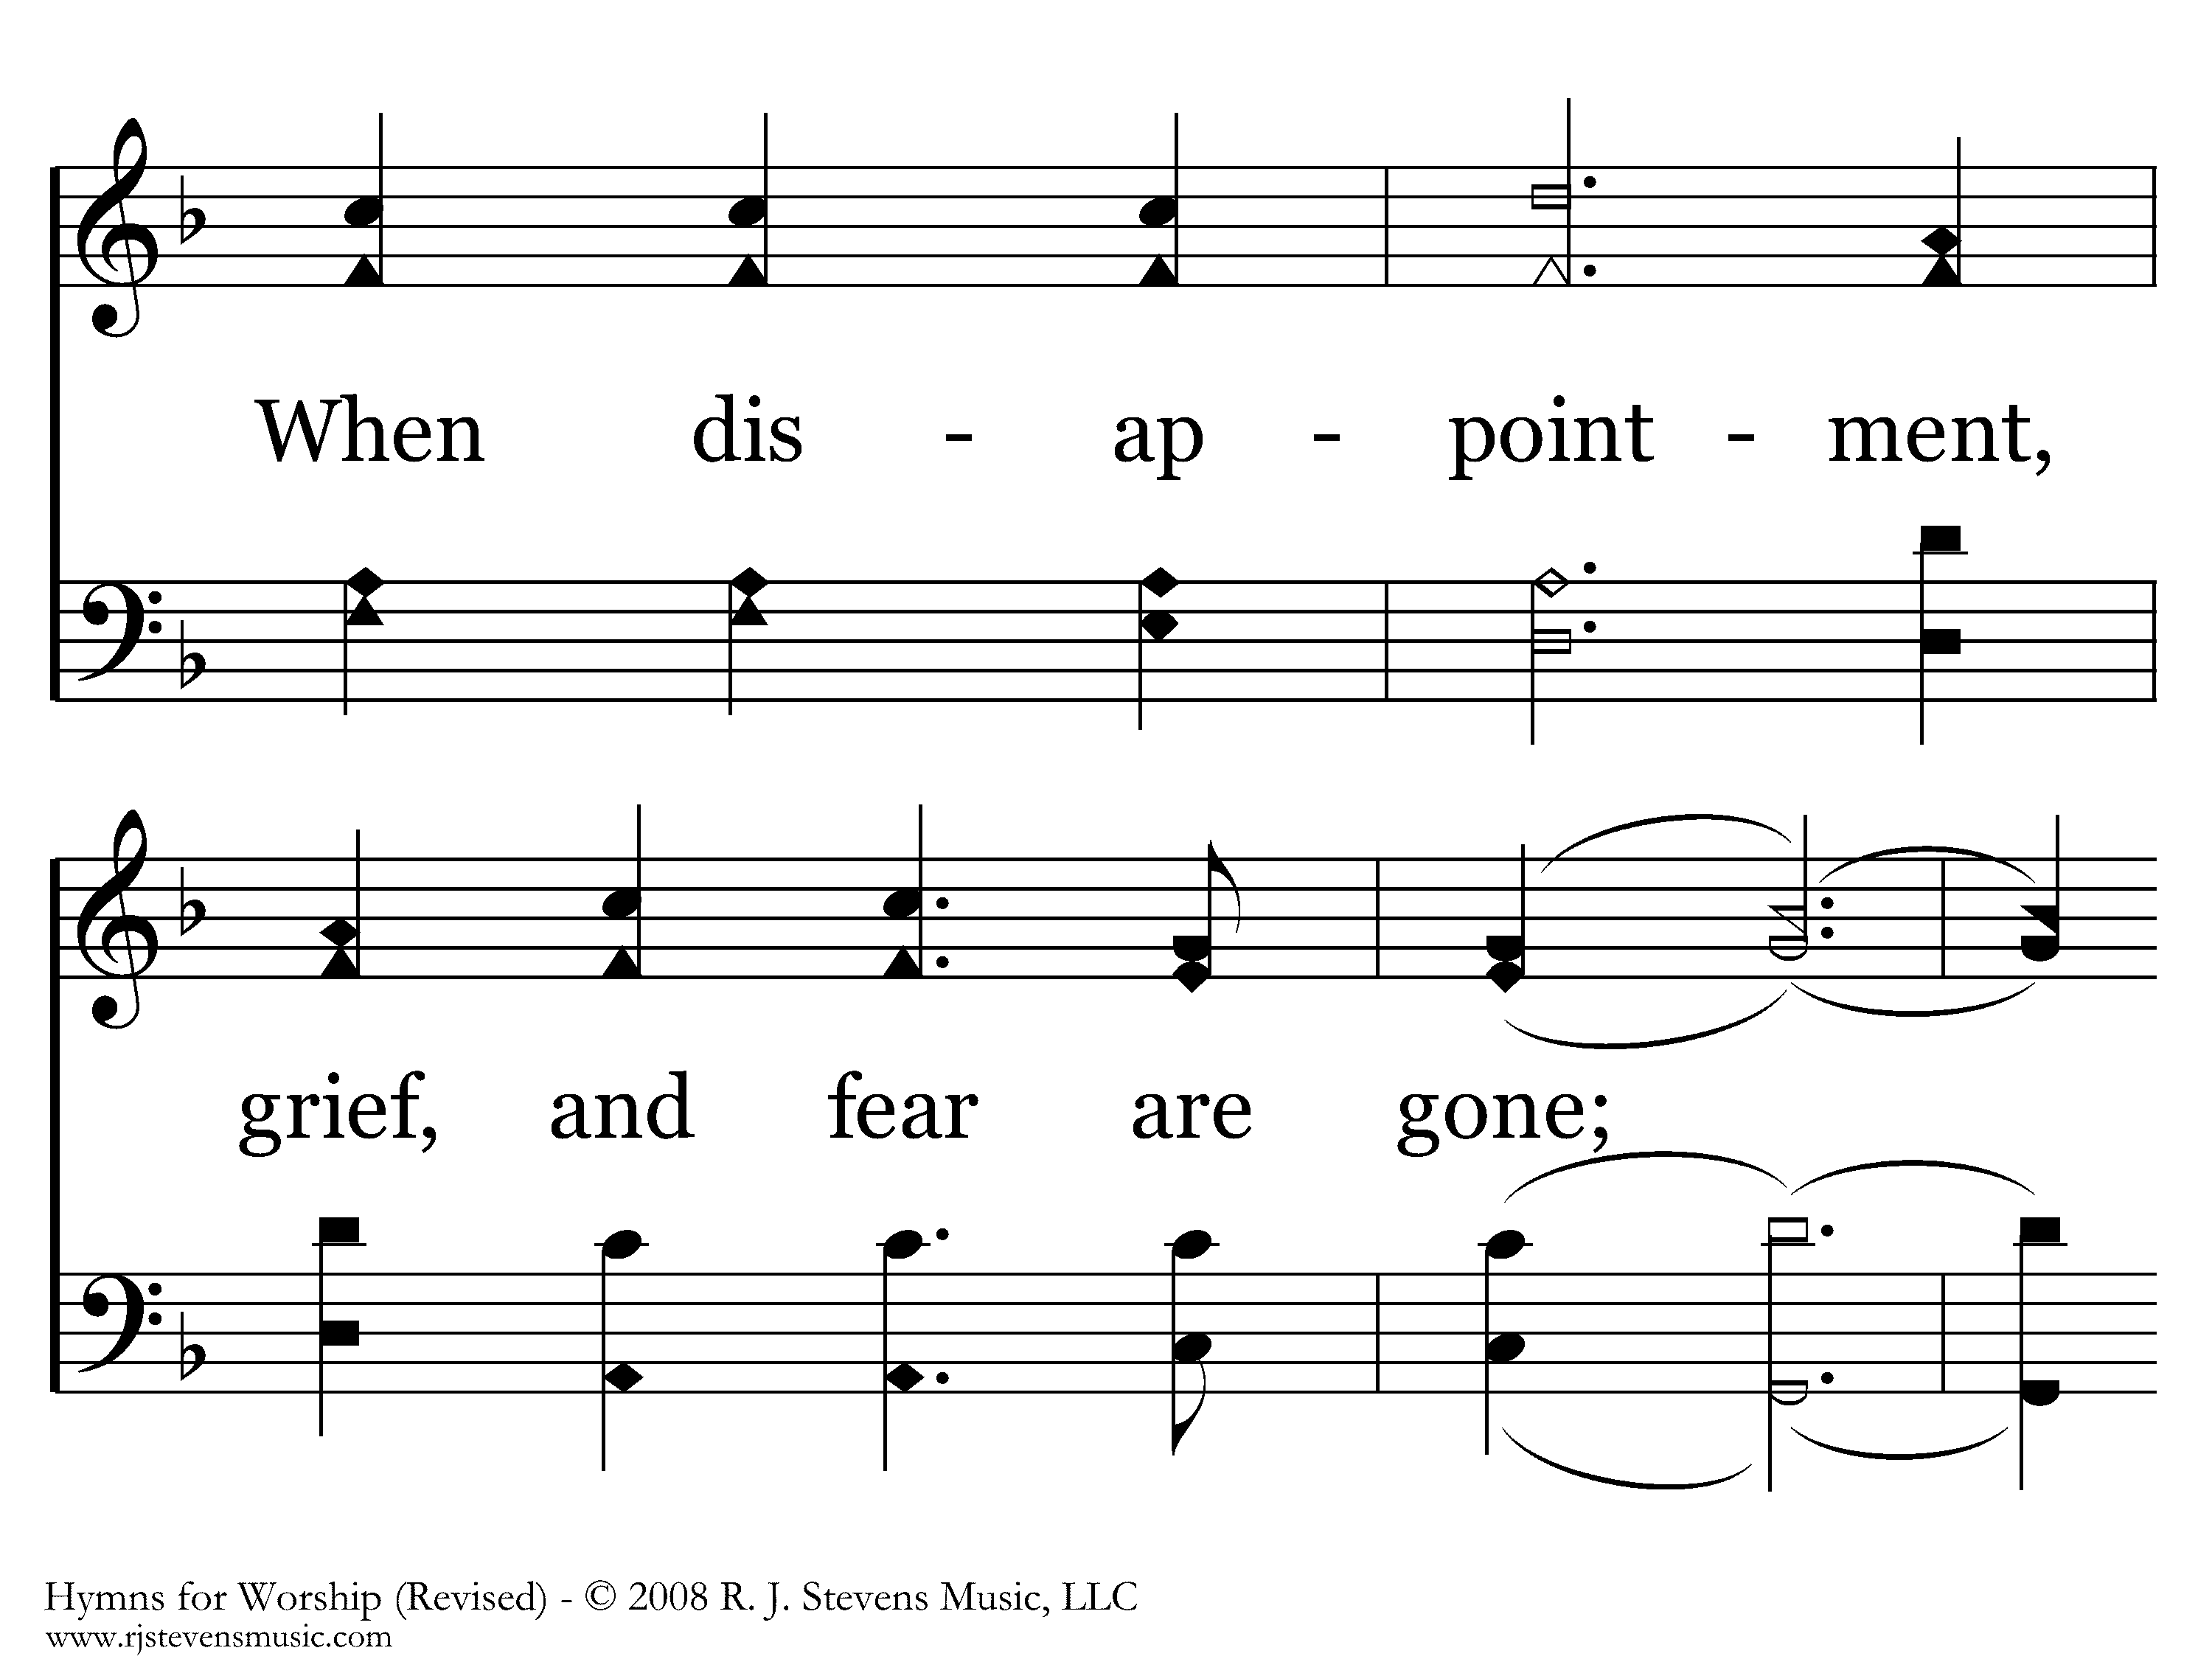 When dis - ap - point - ment,
grief, and fear are gone;
Hymns for Worship (Revised) - © 2008 R. J. Stevens Music, LLC
www.rjstevensmusic.com